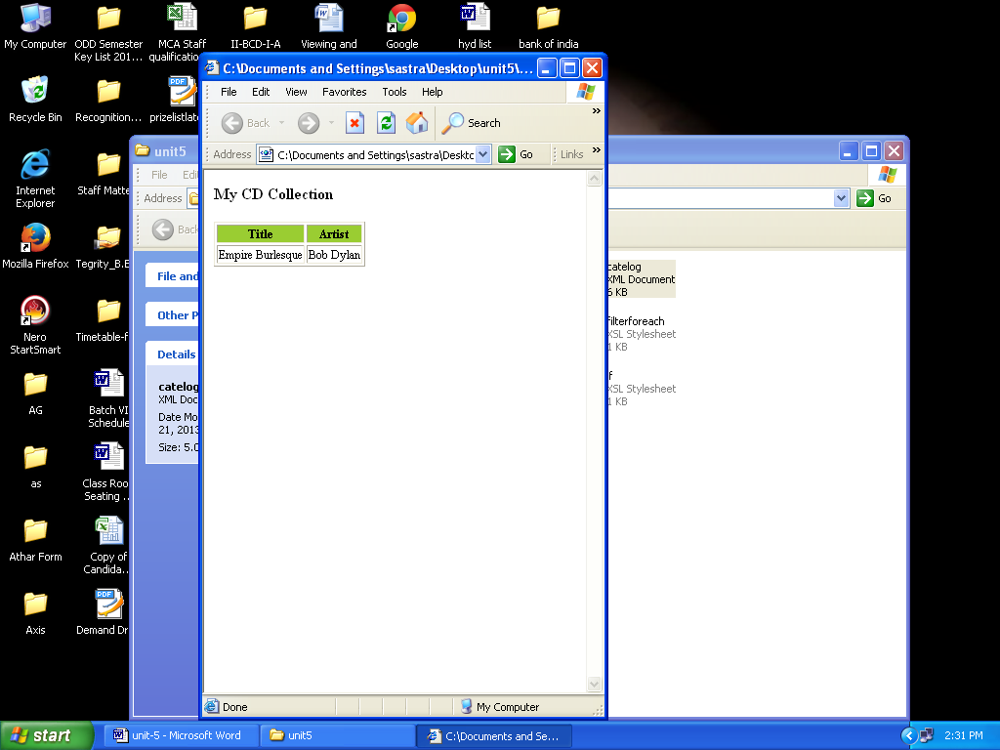 My Computer
ODD Semester
Key List 201...
MCA Staff
qualification
II-BCD-I-A
Viewing and
Google
hyd list
bank of india
Recycle Bin
Recognition...
prizelistlat
Internet
Explorer
Staff Matte
Mozilla Firefox
Tegrity_B.E
Nero
StartSmart
Timetable-f
AG
Batch VI
Schedule
as
Class Roo
Seating ..
Athar Form
Copy of
Candida..
Axis
Demand Dr
C:\Documents and Settings\sastra\Desktop\unit5\...
File Edit View Favorites Tools Help
Back
Search
»
Address C:\Documents and Settings\sastra\Deskto Go Links »
My CD Collection
Title Artist
Empire Burlesque Bob Dylan
Done My Computer
unit5
File Edi
Address Go
Back
File and
Other P
Details
catelog
XML Doc
Date Mo
21, 2013
Size: 5.0
catelog
XML Document
6 KB
filterforeach
XSL Stylesheet
1 KB
f
XSL Stylesheet
1 KB
start unit-5 - Microsoft Word unit5 C:\Documents and Se... 2:31 PM